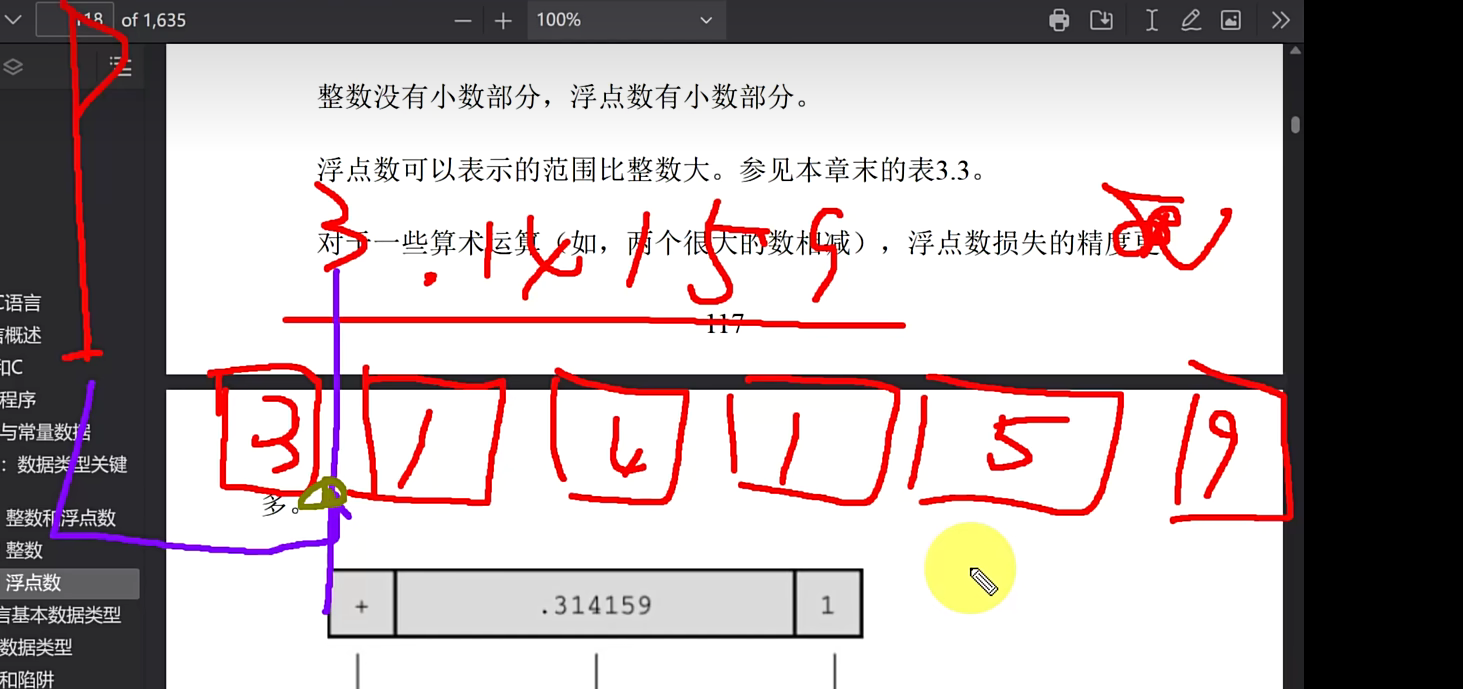 118 of 1,635
100%
整数没有小数部分，浮点数有小数部分。
浮点数可以表示的范围比整数大。参见本章末的表3.3。
对于一些算术运算（如，两个很大的数相减），浮点数损失的精度更
3.14159
117
3 1 4 1 5 9
多。
+ .314159 1
C语言
言概述
和C
程序
与常量数据
：数据类型关键
整数和浮点数
整数
浮点数
言基本数据类型
数据类型
和陷阱